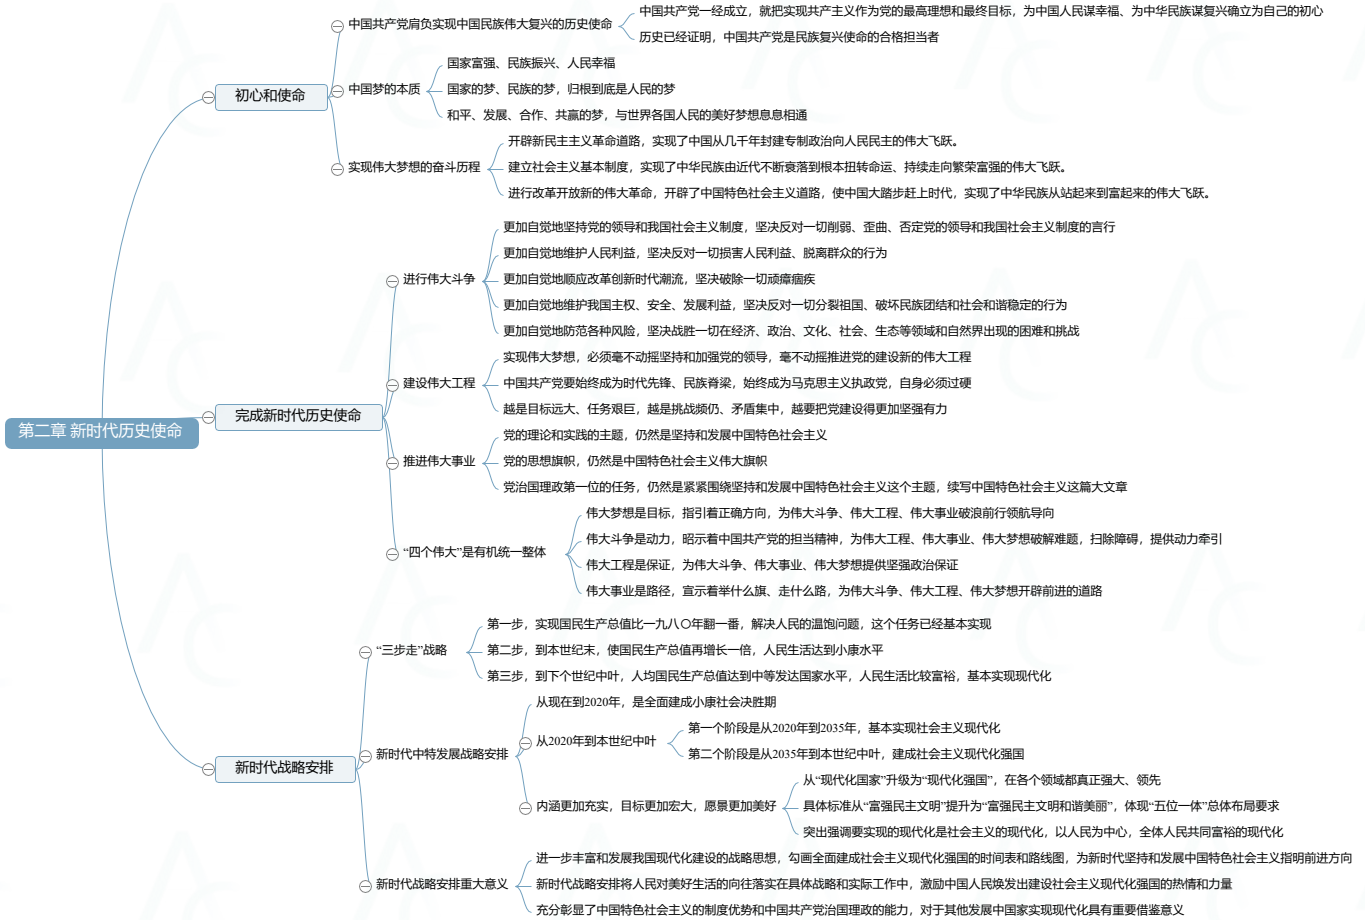 第二章 新时代历史使命
初心和使命
中国共产党肩负实现中国民族伟大复兴的历史使命
中国共产党一经成立，就把实现共产主义作为党的最高理想和最终目标，为中国人民谋幸福、为中华民族谋复兴确立为自己的初心
历史已经证明，中国共产党是民族复兴使命的合格担当者
中国梦的本质
国家富强、民族振兴、人民幸福
国家的梦、民族的梦，归根到底是人民的梦
和平、发展、合作、共赢的梦，与世界各国人民的美好梦想息息相通
实现伟大梦想的奋斗历程
开辟新民主主义革命道路，实现了中国从几千年封建专制政治向人民民主的伟大飞跃。
建立社会主义基本制度，实现了中华民族由近代不断衰落到根本扭转命运、持续走向繁荣富强的伟大飞跃。
进行改革开放新的伟大革命，开辟了中国特色社会主义道路，使中国大踏步赶上时代，实现了中华民族从站起来到富起来的伟大飞跃。
完成新时代历史使命
进行伟大斗争
更加自觉地坚持党的领导和我国社会主义制度，坚决反对一切削弱、歪曲、否定党的领导和我国社会主义制度的言行
更加自觉地维护人民利益，坚决反对一切损害人民利益、脱离群众的行为
更加自觉地顺应改革创新时代潮流，坚决破除一切顽瘴痼疾
更加自觉地维护我国主权、安全、发展利益，坚决反对一切分裂祖国、破坏民族团结和社会和谐稳定的行为
更加自觉地防范各种风险，坚决战胜一切在经济、政治、文化、社会、生态等领域和自然界出现的困难和挑战
建设伟大工程
实现伟大梦想，必须毫不动摇坚持和加强党的领导，毫不动摇推进党的建设新的伟大工程
中国共产党要始终成为时代先锋、民族脊梁，始终成为马克思主义执政党，自身必须过硬
越是目标远大、任务艰巨，越是挑战频仍、矛盾集中，越要把党建设得更加坚强有力
推进伟大事业
党的理论和实践的主题，仍然是坚持和发展中国特色社会主义
党的思想旗帜，仍然是中国特色社会主义伟大旗帜
党治国理政第一位的任务，仍然是紧紧围绕坚持和发展中国特色社会主义这个主题，续写中国特色社会主义这篇大文章
“四个伟大”是有机统一整体
伟大梦想是目标，指引着正确方向，为伟大斗争、伟大工程、伟大事业破浪前行领航导向
伟大斗争是动力，昭示着中国共产党的担当精神，为伟大工程、伟大事业、伟大梦想破解难题，扫除障碍，提供动力牵引
伟大工程是保证，为伟大斗争、伟大事业、伟大梦想提供坚强政治保证
伟大事业是路径，宣示着举什么旗、走什么路，为伟大斗争、伟大工程、伟大梦想开辟前进的道路
新时代战略安排
“三步走”战略
第一步，实现国民生产总值比一九八〇年翻一番，解决人民的温饱问题，这个任务已经基本实现
第二步，到本世纪末，使国民生产总值再增长一倍，人民生活达到小康水平
第三步，到下个世纪中叶，人均国民生产总值达到中等发达国家水平，人民生活比较富裕，基本实现现代化
新时代中特发展战略安排
从现在到2020年，是全面建成小康社会决胜期
从2020年到本世纪中叶
第一个阶段是从2020年到2035年，基本实现社会主义现代化
第二个阶段是从2035年到本世纪中叶，建成社会主义现代化强国
内涵更加充实，目标更加宏大，愿景更加美好
从“现代化国家”升级为“现代化强国”，在各个领域都真正强大、领先
具体标准从“富强民主文明”提升为“富强民主文明和谐美丽”，体现“五位一体”总体布局要求
突出强调要实现的现代化是社会主义的现代化，以人民为中心，全体人民共同富裕的现代化
新时代战略安排重大意义
进一步丰富和发展我国现代化建设的战略思想，勾画全面建成社会主义现代化强国的时间表和路线图，为新时代坚持和发展中国特色社会主义指明前进方向
新时代战略安排将人民对美好生活的向往落实在具体战略和实际工作中，激励中国人民焕发出建设社会主义现代化强国的热情和力量
充分彰显了中国特色社会主义的制度优势和中国共产党治国理政的能力，对于其他发展中国家实现现代化具有重要借鉴意义